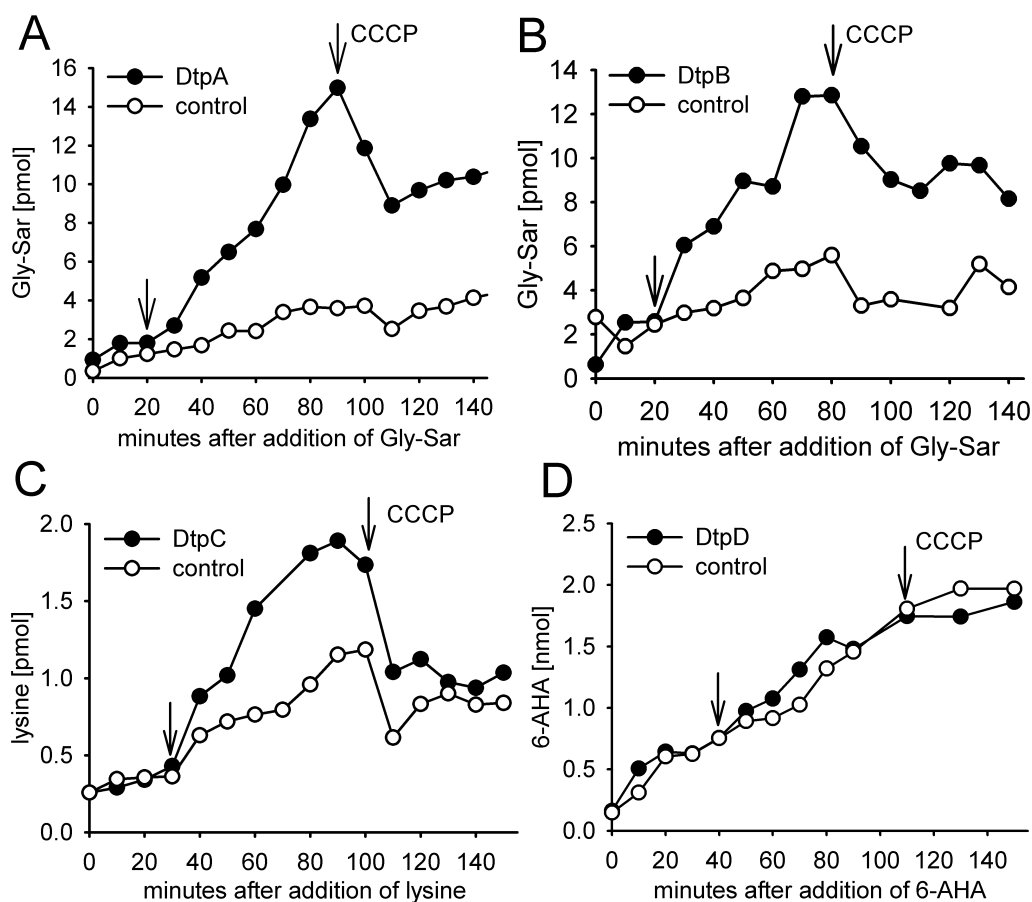 A
CCCP
DtpA
control
Gly-Sar [pmol]
16
14
12
10
8
6
4
2
0
0 20 40 60 80 100 120 140
minutes after addition of Gly-Sar
B
CCCP
DtpB
control
Gly-Sar [pmol]
14
12
10
8
6
4
2
0
0 20 40 60 80 100 120 140
minutes after addition of Gly-Sar
C
CCCP
DtpC
control
lysine [pmol]
2.0
1.5
1.0
0.5
0.0
0 20 40 60 80 100 120 140
minutes after addition of lysine
D
CCCP
DtpD
control
6-AHA [nmol]
2.5
2.0
1.5
1.0
0.5
0.0
0 20 40 60 80 100 120 140
minutes after addition of 6-AHA